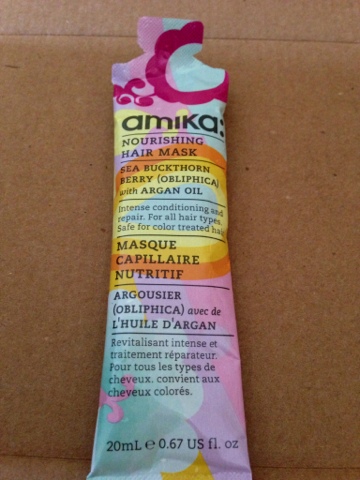 amika:
NOURISHING
HAIR MASK
SEA BUCKTHORN
BERRY (OBLIPHICA)
with ARGAN OIL
Intense conditioning and
repair. For all hair types.
Safe for color treated hair
MASQUE
CAPILLAIRE
NUTRITIF
ARGOUSIER
(OBLIPHICA) avec de
L'HUILE D'ARGAN
Revitalisant intense et
traitement réparateur.
Pour tous les types de
cheveux. convient aux
cheveux colorés.
20mL e 0.67 US fl. oz